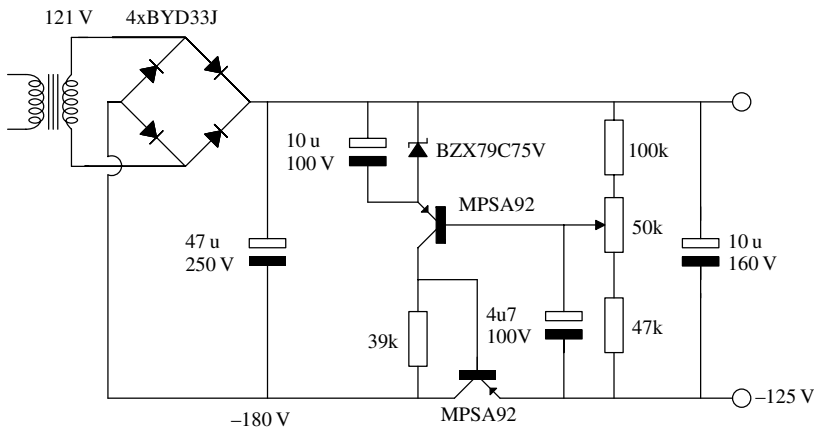 121 V
4xBYD33J
10 u
100 V
BZX79C75V
100k
MPSA92
50k
47 u
250 V
10 u
160 V
4u7
100V
39k
47k
–180 V
MPSA92
–125 V